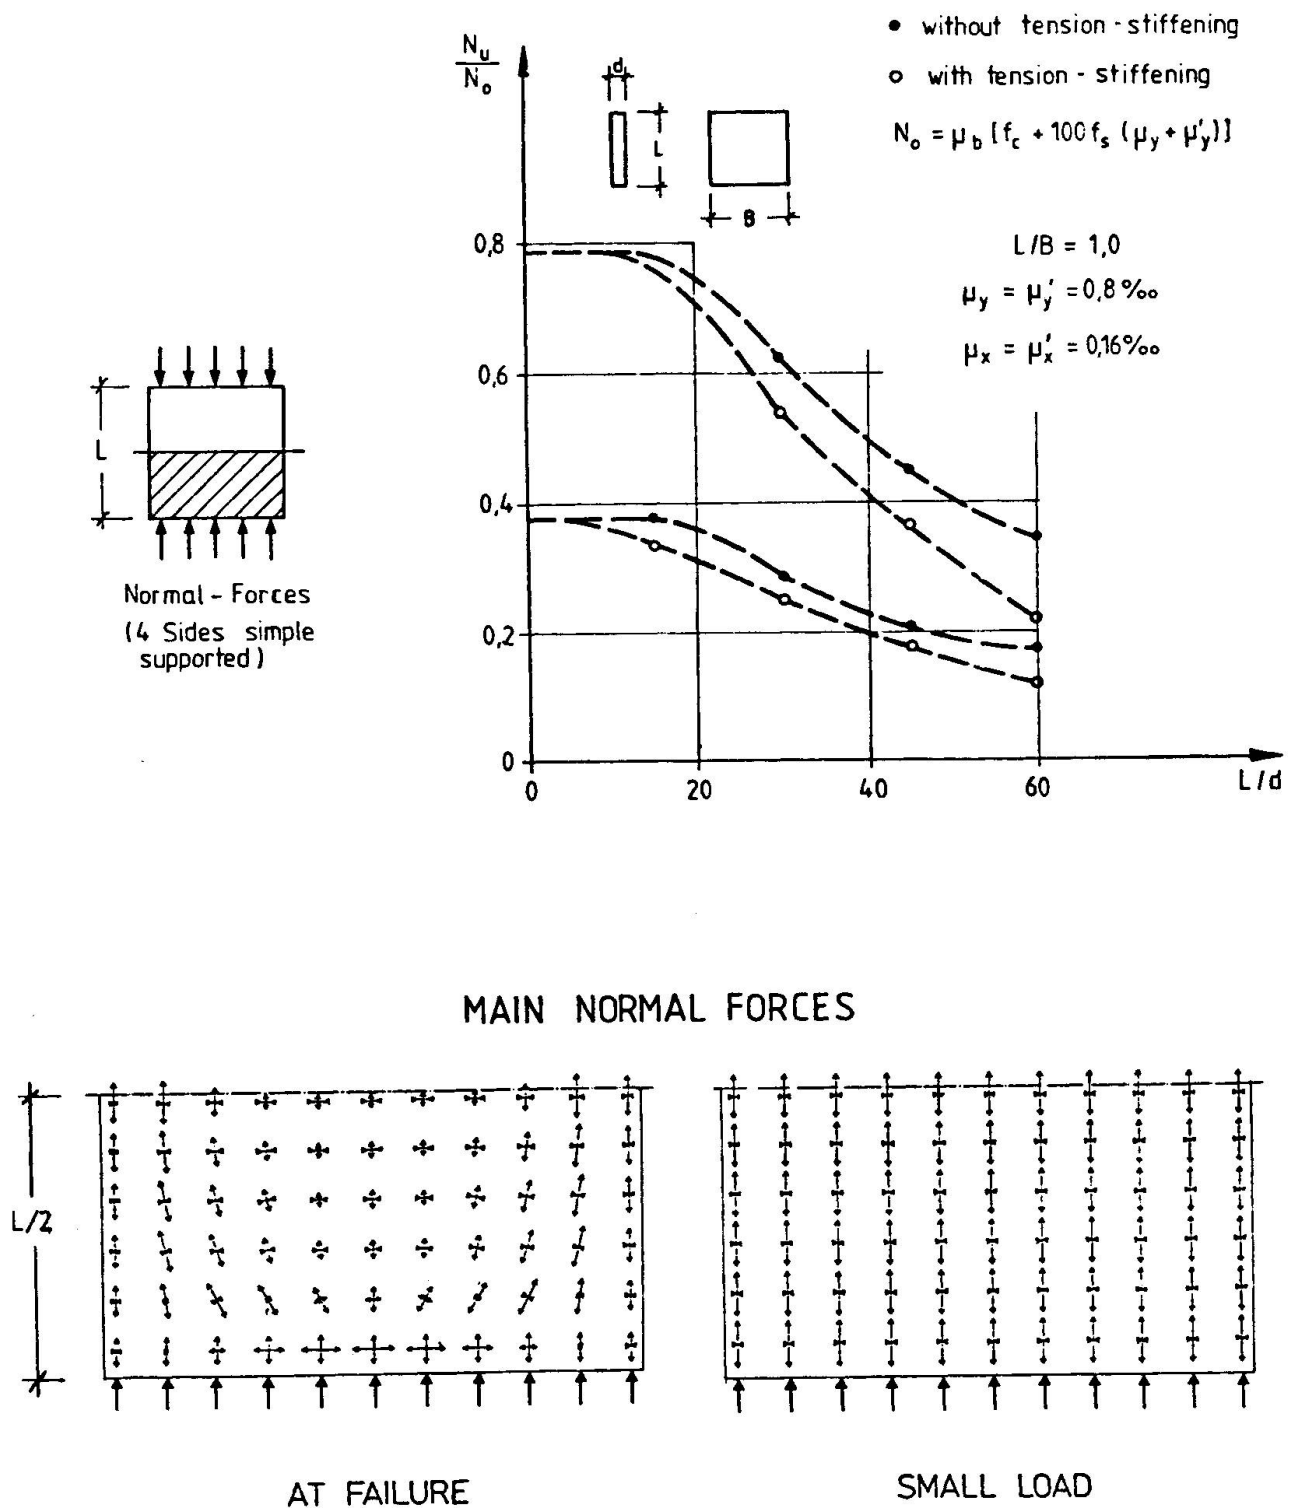 • without tension - stiffening
o with tension - stiffening
N_o = μ_b [f_c + 100 f_s (μ_y + μ'_y)]
N_u
N_o
d
L
B
L/B = 1,0
μ_y = μ'_y = 0,8 ‰
μ_x = μ'_x = 0,16 ‰
0,8
0,6
0,4
0,2
0
0
20
40
60
L/d
L
Normal - Forces
(4 Sides simple
supported)
MAIN NORMAL FORCES
L/2
AT FAILURE
SMALL LOAD